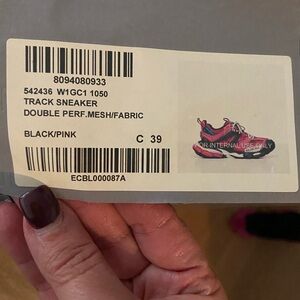 8094080933
542436 W1GC1 1050
TRACK SNEAKER
DOUBLE PERF.MESH/FABRIC
BLACK/PINK
C 39
FOR INTERNAL USE ONLY
ECBL000087A